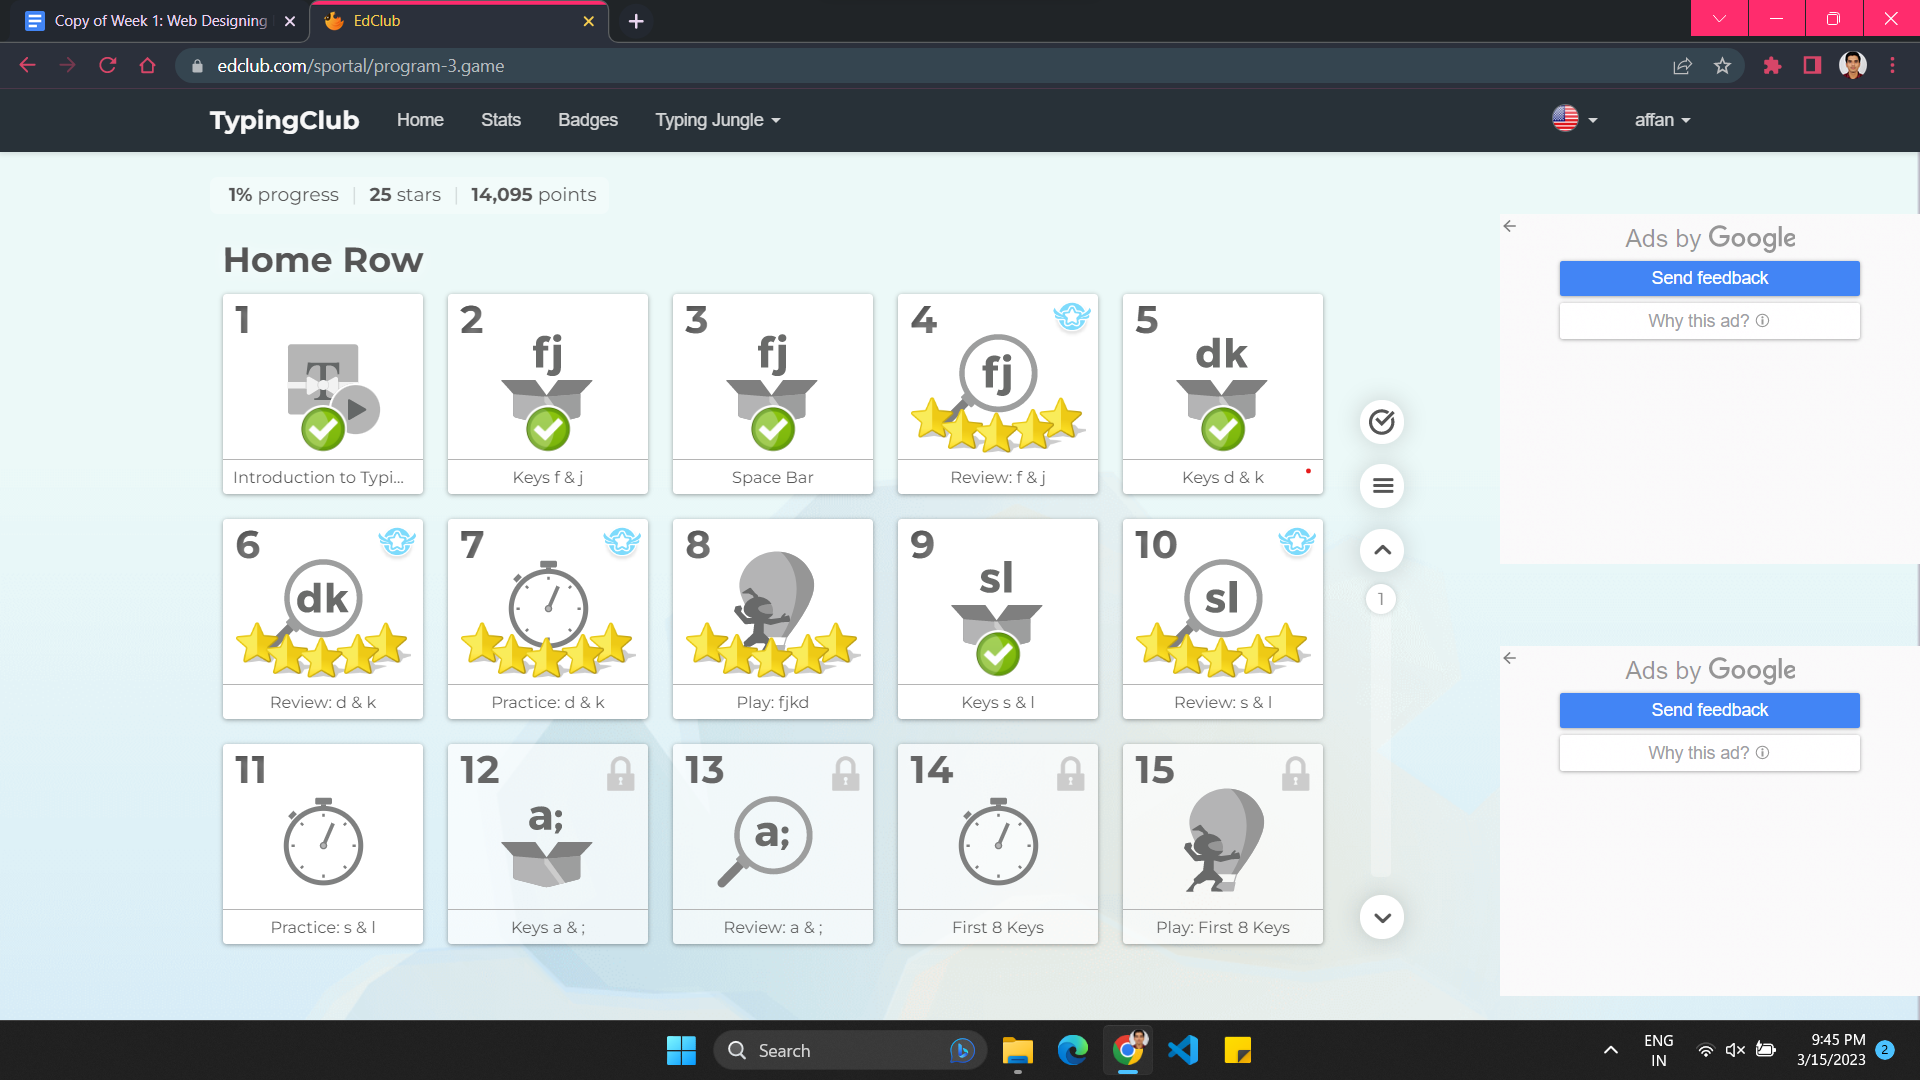 Copy of Week 1: Web Designing
EdClub
edclub.com/sportal/program-3.game
TypingClub Home Stats Badges Typing Jungle affan
1% progress | 25 stars | 14,095 points
Home Row
1 2 3 4 5
fj fj fj dk
T
Introduction to Typi... Keys f & j Space Bar Review: f & j Keys d & k
6 7 8 9 10
dk sl sl
Review: d & k Practice: d & k Play: fjkd Keys s & l Review: s & l
11 12 13 14 15
a; a;
Practice: s & l Keys a & ; Review: a & ; First 8 Keys Play: First 8 Keys
1
Ads by Google
Send feedback
Why this ad?
Ads by Google
Send feedback
Why this ad?
Search
ENG
IN
9:45 PM
3/15/2023
2